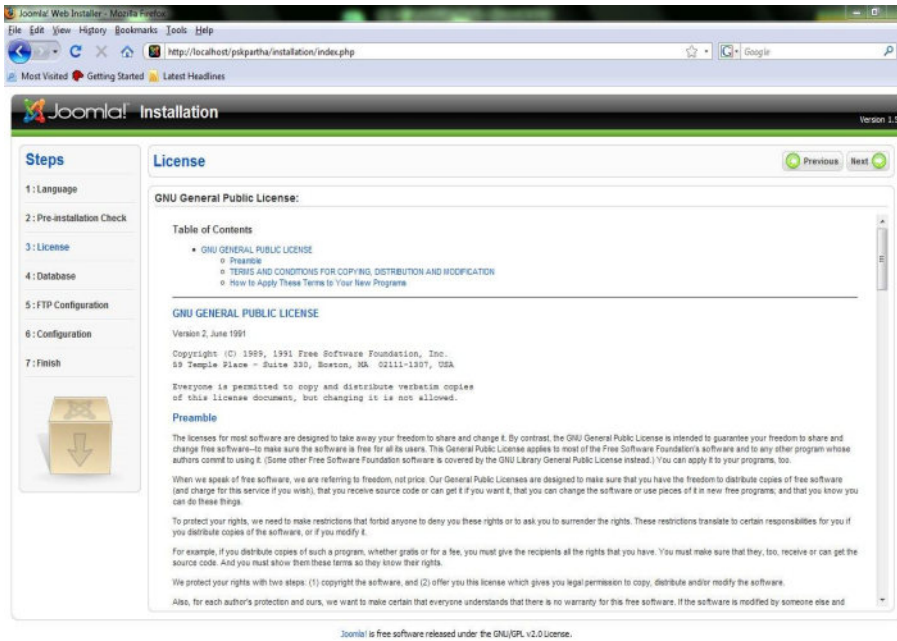 Joomla! Web Installer - Mozilla Firefox
File Edit View History Bookmarks Tools Help
http://localhost/pskpartha/installation/index.php
Google
Most Visited Getting Started Latest Headlines
Joomla! Installation
Version 1.5
Steps
1 : Language
2 : Pre-installation Check
3 : License
4 : Database
5 : FTP Configuration
6 : Configuration
7 : Finish
License
Previous Next
GNU General Public License:
Table of Contents
GNU GENERAL PUBLIC LICENSE
Preamble
TERMS AND CONDITIONS FOR COPYING, DISTRIBUTION AND MODIFICATION
How to Apply These Terms to Your New Programs
GNU GENERAL PUBLIC LICENSE
Version 2, June 1991
Copyright (C) 1989, 1991 Free Software Foundation, Inc.
59 Temple Place - Suite 330, Boston, MA 02111-1307, USA
Everyone is permitted to copy and distribute verbatim copies
of this license document, but changing it is not allowed.
Preamble
The licenses for most software are designed to take away your freedom to share and change it. By contrast, the GNU General Public License is intended to guarantee your freedom to share and
change free software--to make sure the software is free for all its users. This General Public License applies to most of the Free Software Foundation's software and to any other program whose
authors commit to using it. (Some other Free Software Foundation software is covered by the GNU Library General Public License instead.) You can apply it to your programs, too.
When we speak of free software, we are referring to freedom, not price. Our General Public Licenses are designed to make sure that you have the freedom to distribute copies of free software
(and charge for this service if you wish), that you receive source code or can get it if you want it, that you can change the software or use pieces of it in new free programs; and that you know you
can do these things.
To protect your rights, we need to make restrictions that forbid anyone to deny you these rights or to ask you to surrender the rights. These restrictions translate to certain responsibilities for you if
you distribute copies of the software, or if you modify it.
For example, if you distribute copies of such a program, whether gratis or for a fee, you must give the recipients all the rights that you have. You must make sure that they, too, receive or can get the
source code. And you must show them these terms so they know their rights.
We protect your rights with two steps: (1) copyright the software, and (2) offer you this license which gives you legal permission to copy, distribute and/or modify the software.
Also, for each author's protection and ours, we want to make certain that everyone understands that there is no warranty for this free software. If the software is modified by someone else and
Joomla! is free software released under the GNU/GPL v2.0 License.